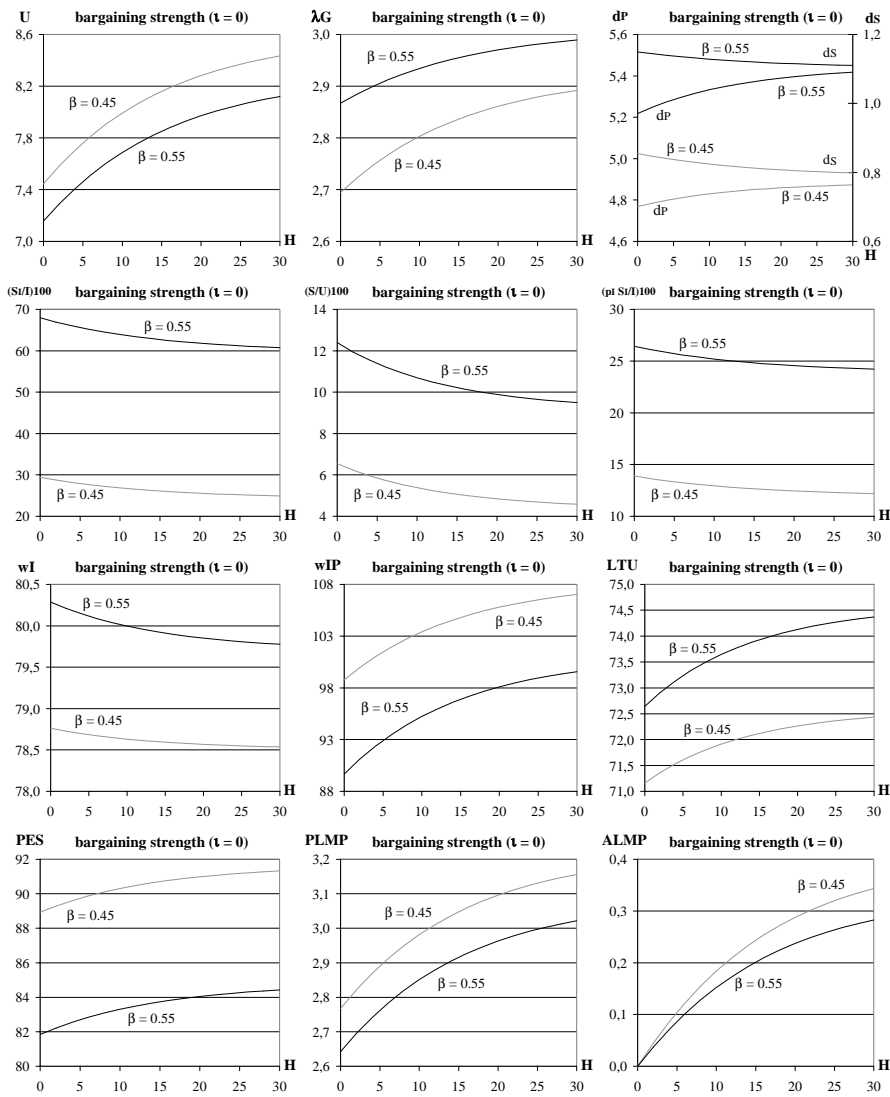 U bargaining strength (ι = 0)
8,6
8,2
7,8
7,4
7,0
β = 0.45
β = 0.55
0 5 10 15 20 25 30
H
λG bargaining strength (ι = 0)
3,0
2,9
2,8
2,7
2,6
β = 0.55
β = 0.45
0 5 10 15 20 25 30
H
dP bargaining strength (ι = 0) dS
5,6
5,4
5,2
5,0
4,8
4,6
β = 0.55
dS
β = 0.55
dP
β = 0.45
dS
dP
β = 0.45
1,2
1,0
0,8
0,6
0 5 10 15 20 25 30
H
(St/I)100 bargaining strength (ι = 0)
70
60
50
40
30
20
β = 0.55
β = 0.45
0 5 10 15 20 25 30
H
(S/U)100 bargaining strength (ι = 0)
14
12
10
8
6
4
β = 0.55
β = 0.45
0 5 10 15 20 25 30
H
(pt St/I)100 bargaining strength (ι = 0)
30
25
20
15
10
β = 0.55
β = 0.45
0 5 10 15 20 25 30
H
wI bargaining strength (ι = 0)
80,5
80,0
79,5
79,0
78,5
78,0
β = 0.55
β = 0.45
0 5 10 15 20 25 30
H
wIP bargaining strength (ι = 0)
108
103
98
93
88
β = 0.45
β = 0.55
0 5 10 15 20 25 30
H
LTU bargaining strength (ι = 0)
75,0
74,5
74,0
73,5
73,0
72,5
72,0
71,5
71,0
β = 0.55
β = 0.45
0 5 10 15 20 25 30
H
PES bargaining strength (ι = 0)
92
90
88
86
84
82
80
β = 0.45
β = 0.55
0 5 10 15 20 25 30
H
PLMP bargaining strength (ι = 0)
3,2
3,1
3,0
2,9
2,8
2,7
2,6
β = 0.45
β = 0.55
0 5 10 15 20 25 30
H
ALMP bargaining strength (ι = 0)
0,4
0,3
0,2
0,1
0,0
β = 0.45
β = 0.55
0 5 10 15 20 25 30
H